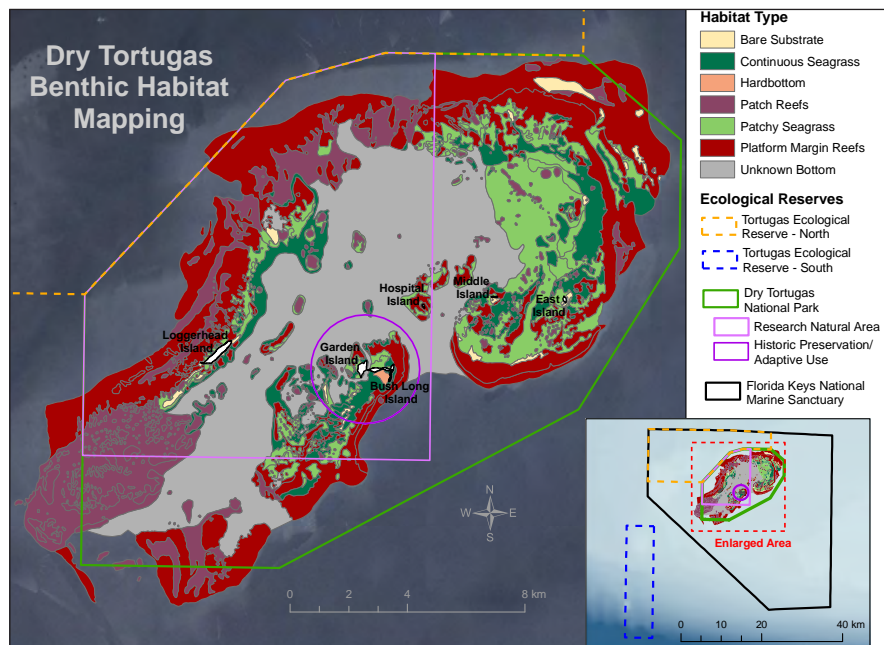 Dry Tortugas
Benthic Habitat
Mapping
Hospital
Island
Middle
Island
East
Island
Loggerhead
Island
Garden
Island
Bush Long
Island
N
W E
S
0 2 4 8 km
Habitat Type
Bare Substrate
Continuous Seagrass
Hardbottom
Patch Reefs
Patchy Seagrass
Platform Margin Reefs
Unknown Bottom
Ecological Reserves
Tortugas Ecological
Reserve - North
Tortugas Ecological
Reserve - South
Dry Tortugas
National Park
Research Natural Area
Historic Preservation/
Adaptive Use
Florida Keys National
Marine Sanctuary
Enlarged Area
0 10 20 40 km